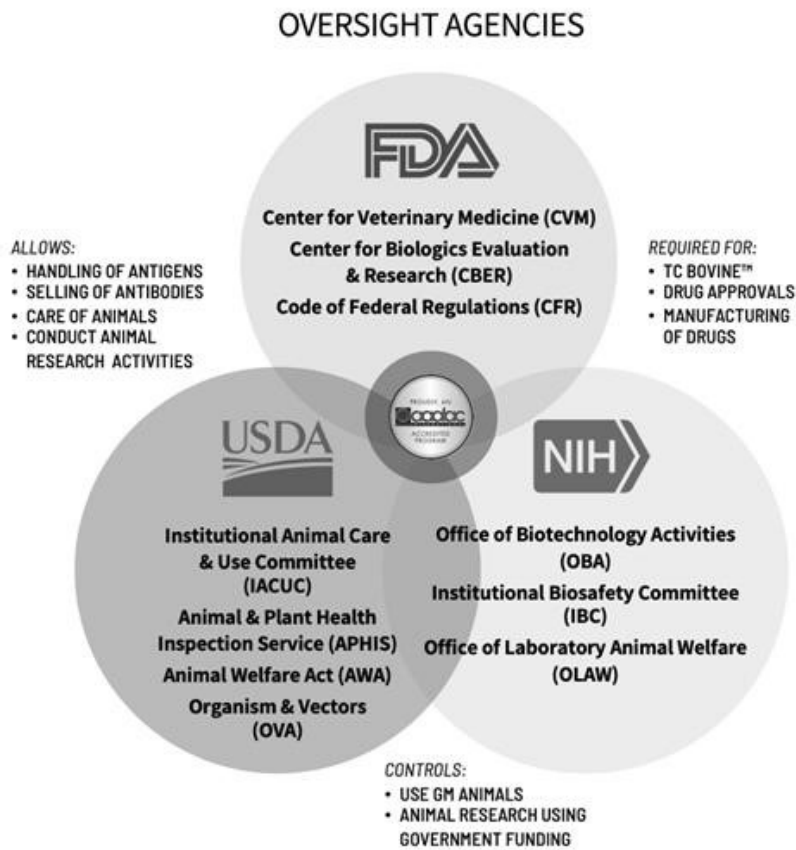 OVERSIGHT AGENCIES
FDA
Center for Veterinary Medicine (CVM)
Center for Biologics Evaluation
& Research (CBER)
Code of Federal Regulations (CFR)
ALLOWS:
• HANDLING OF ANTIGENS
• SELLING OF ANTIBODIES
• CARE OF ANIMALS
• CONDUCT ANIMAL
RESEARCH ACTIVITIES
REQUIRED FOR:
• TC BOVINE™
• DRUG APPROVALS
• MANUFACTURING
OF DRUGS
aaalac
ACCREDITED
PROGRAM
USDA
Institutional Animal Care
& Use Committee
(IACUC)
Animal & Plant Health
Inspection Service (APHIS)
Animal Welfare Act (AWA)
Organism & Vectors
(OVA)
NIH
Office of Biotechnology Activities
(OBA)
Institutional Biosafety Committee
(IBC)
Office of Laboratory Animal Welfare
(OLAW)
CONTROLS:
• USE GM ANIMALS
• ANIMAL RESEARCH USING
GOVERNMENT FUNDING